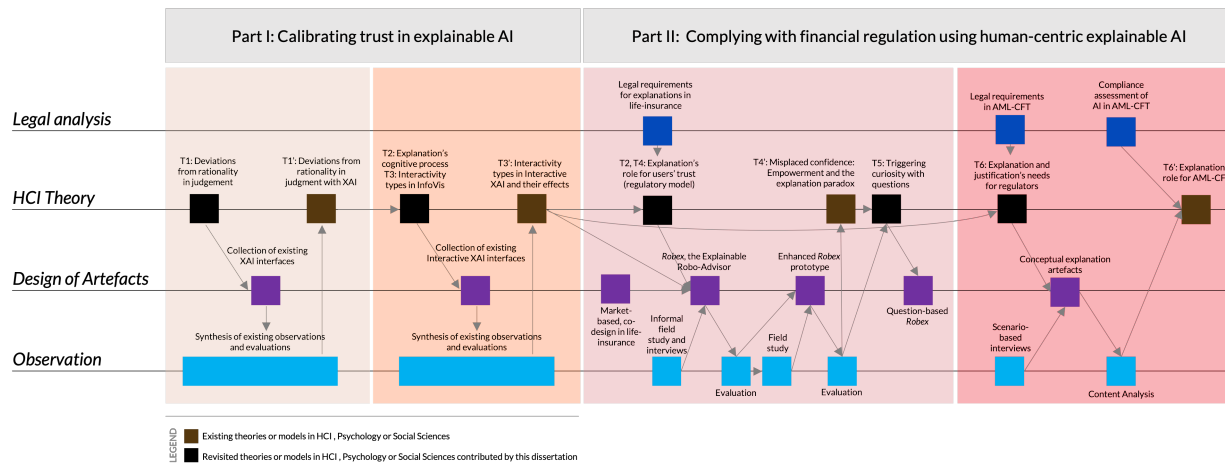 Part I: Calibrating trust in explainable AI
Part II: Complying with financial regulation using human-centric explainable AI
Legal analysis
Legal requirements
for explanations in
life-insurance
Legal requirements
in AML-CFT
Compliance
assessment of
AI in AML-CFT
HCI Theory
T1: Deviations
from rationality
in judgement
T1': Deviations from
rationality in
judgment with XAI
T2: Explanation's
cognitive process
T3: Interactivity
types in InfoVis
T3': Interactivity
types in Interactive
XAI and their effects
T2, T4: Explanation's
role for users' trust
(regulatory model)
T4': Misplaced confidence:
Empowerment and the
explanation paradox
T5: Triggering
curiosity with
questions
T6: Explanation and
justification's needs
for regulators
T6': Explanation
role for AML-CF
Design of Artefacts
Collection of existing
XAI interfaces
Collection of existing
Interactive XAI interfaces
Market-
based, co-
design in life-
insurance
Robex, the Explainable
Robo-Advisor
Enhanced Robex
prototype
Question-based
Robex
Conceptual explanation
artefacts
Observation
Synthesis of existing observations
and evaluations
Synthesis of existing observations
and evaluations
Informal
field
study and
interviews
Evaluation
Field
study
Evaluation
Scenario-
based
interviews
Content Analysis
LEGEND
Existing theories or models in HCI , Psychology or Social Sciences
Revisited theories or models in HCI , Psychology or Social Sciences contributed by this dissertation